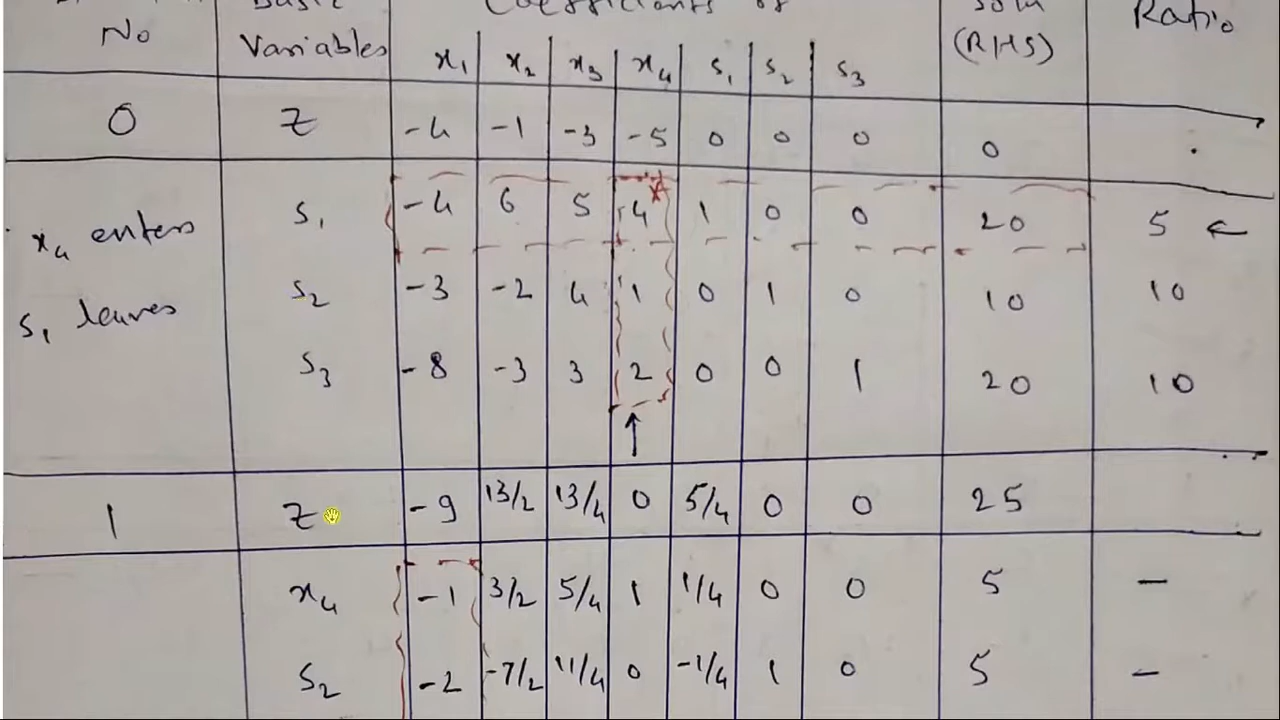 Basic Coefficients of Soln
No Variables (RHS) Ratio
x₁ x₂ x₃ x₄ s₁ s₂ s₃
0 Z -4 -1 -3 -5 0 0 0 0
s₁ -4 6 5 4 1 0 0 20 5 ←
x₄ enters
s₂ -3 -2 4 1 0 1 0 10 10
s₁ leaves
s₃ -8 -3 3 2 0 0 1 20 10
1 Z -9 13/2 13/4 0 5/4 0 0 25
x₄ -1 3/2 5/4 1 1/4 0 0 5 —
s₂ -2 -7/2 11/4 0 -1/4 1 0 5 —